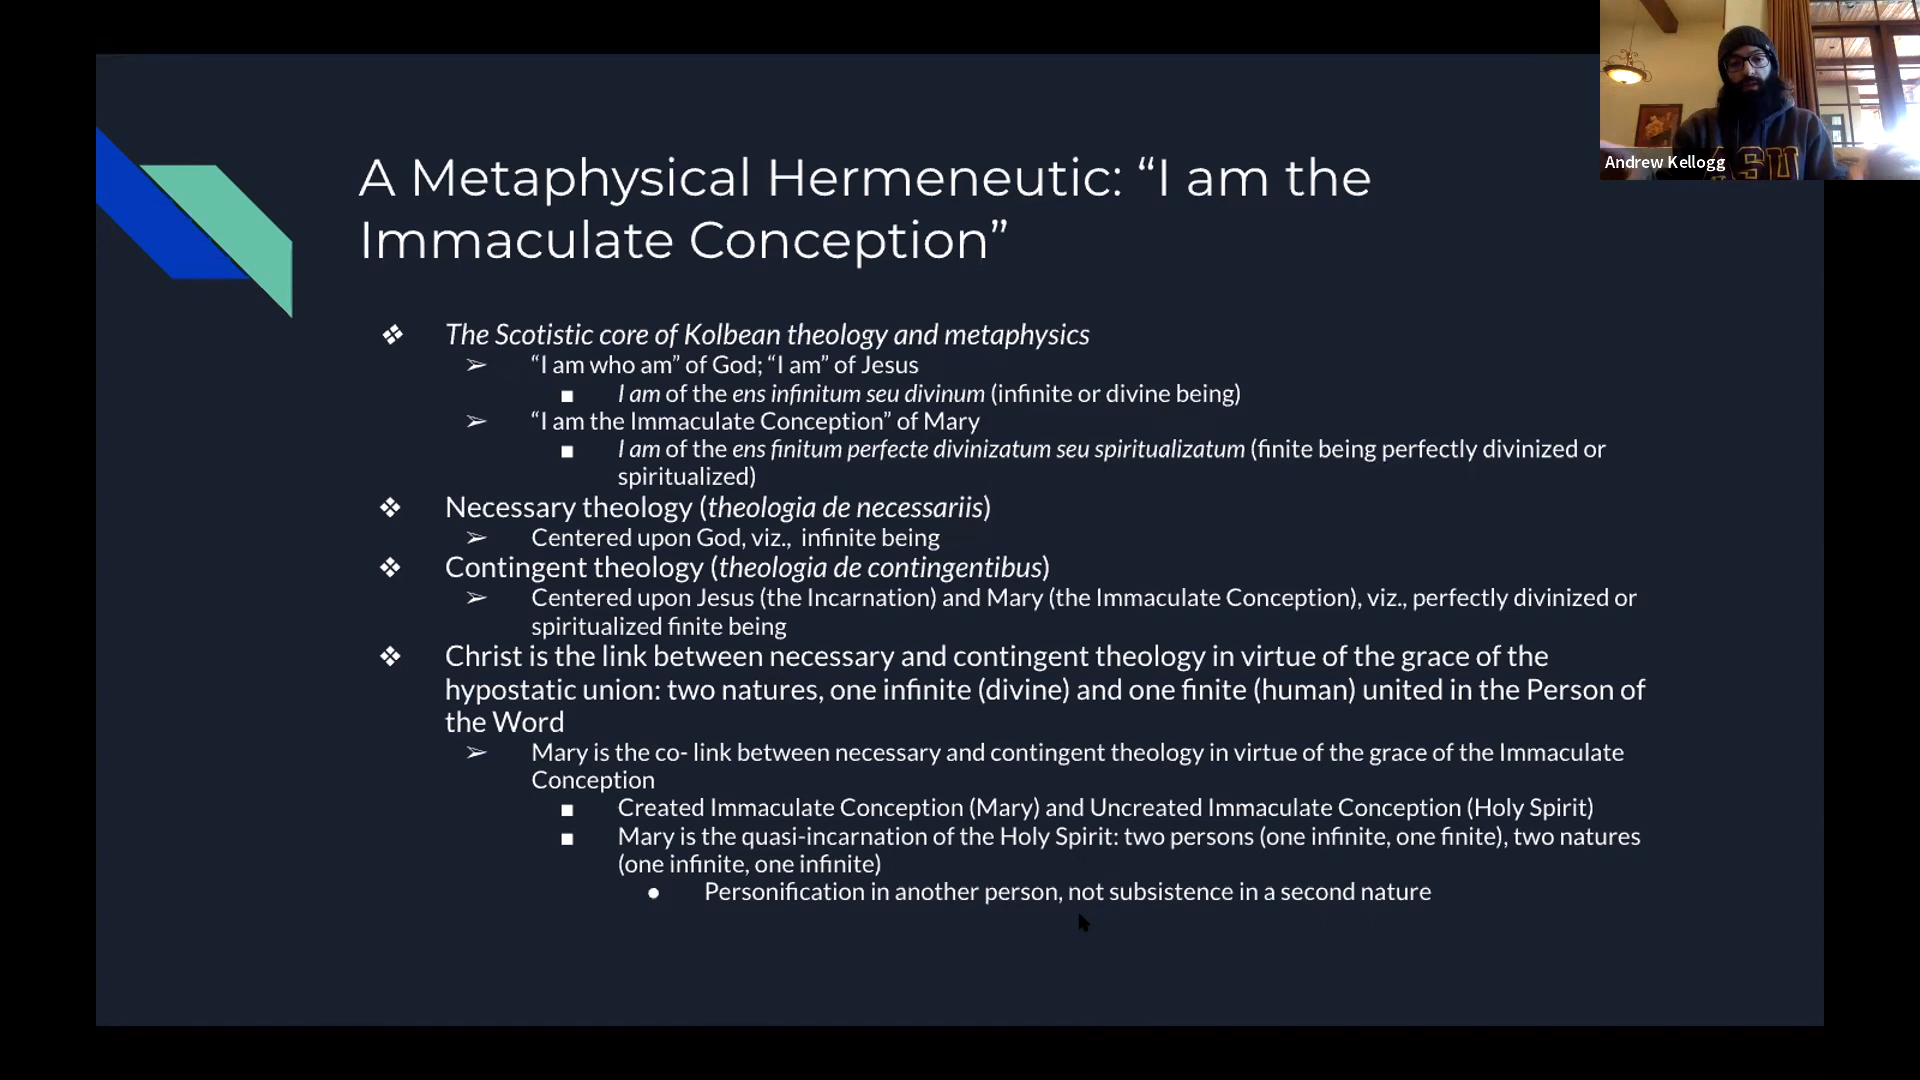 A Metaphysical Hermeneutic: “I am the
Immaculate Conception”
❖ The Scotistic core of Kolbean theology and metaphysics
➢ “I am who am” of God; “I am” of Jesus
■ I am of the ens infinitum seu divinum (infinite or divine being)
➢ “I am the Immaculate Conception” of Mary
■ I am of the ens finitum perfecte divinizatum seu spiritualizatum (finite being perfectly divinized or
spiritualized)
❖ Necessary theology (theologia de necessariis)
➢ Centered upon God, viz., infinite being
❖ Contingent theology (theologia de contingentibus)
➢ Centered upon Jesus (the Incarnation) and Mary (the Immaculate Conception), viz., perfectly divinized or
spiritualized finite being
❖ Christ is the link between necessary and contingent theology in virtue of the grace of the
hypostatic union: two natures, one infinite (divine) and one finite (human) united in the Person of
the Word
➢ Mary is the co- link between necessary and contingent theology in virtue of the grace of the Immaculate
Conception
■ Created Immaculate Conception (Mary) and Uncreated Immaculate Conception (Holy Spirit)
■ Mary is the quasi-incarnation of the Holy Spirit: two persons (one infinite, one finite), two natures
(one infinite, one infinite)
● Personification in another person, not subsistence in a second nature
Andrew Kellogg
ASU